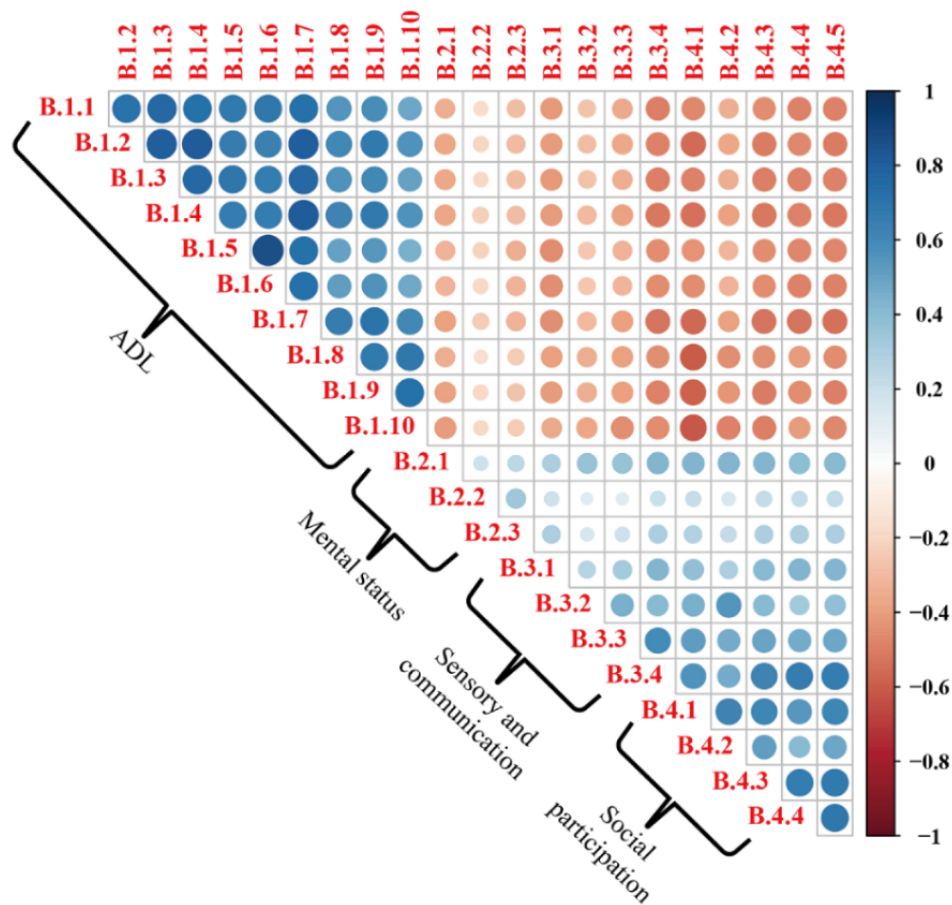 B.1.2 B.1.3 B.1.4 B.1.5 B.1.6 B.1.7 B.1.8 B.1.9 B.1.10 B.2.1 B.2.2 B.2.3 B.3.1 B.3.2 B.3.3 B.3.4 B.4.1 B.4.2 B.4.3 B.4.4 B.4.5
B.1.1
B.1.2
B.1.3
B.1.4
B.1.5
B.1.6
B.1.7
B.1.8
B.1.9
B.1.10
B.2.1
B.2.2
B.2.3
B.3.1
B.3.2
B.3.3
B.3.4
B.4.1
B.4.2
B.4.3
B.4.4
ADL
Mental status
Sensory and
communication
Social
participation
1
0.8
0.6
0.4
0.2
0
−0.2
−0.4
−0.6
−0.8
−1